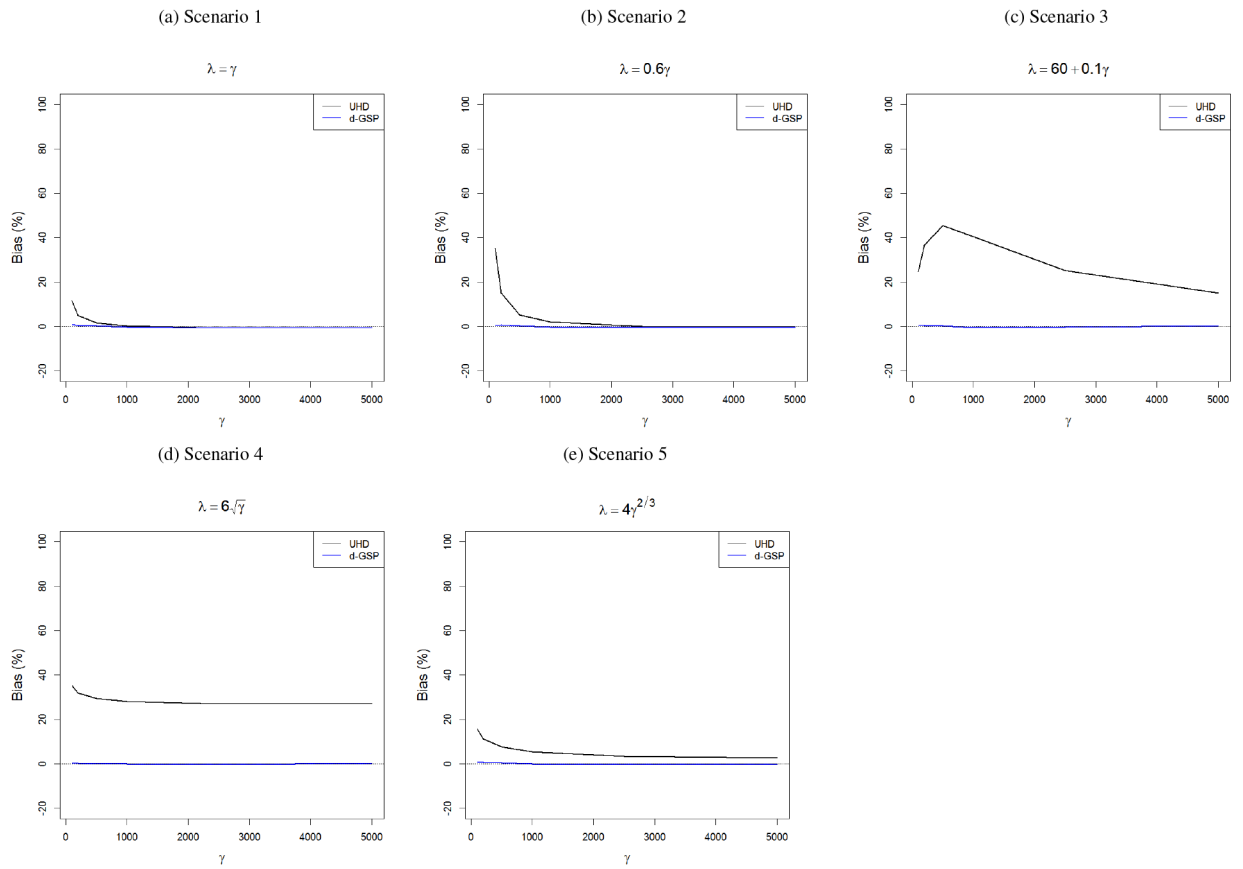 (a) Scenario 1
λ = γ
UHD
d-GSP
100
80
60
40
20
0
-20
Bias (%)
0 1000 2000 3000 4000 5000
γ
(b) Scenario 2
λ = 0.6γ
UHD
d-GSP
100
80
60
40
20
0
-20
Bias (%)
0 1000 2000 3000 4000 5000
γ
(c) Scenario 3
λ = 60 + 0.1γ
UHD
d-GSP
100
80
60
40
20
0
-20
Bias (%)
0 1000 2000 3000 4000 5000
γ
(d) Scenario 4
λ = 6√γ
UHD
d-GSP
100
80
60
40
20
0
-20
Bias (%)
0 1000 2000 3000 4000 5000
γ
(e) Scenario 5
λ = 4γ^{2/3}
UHD
d-GSP
100
80
60
40
20
0
-20
Bias (%)
0 1000 2000 3000 4000 5000
γ